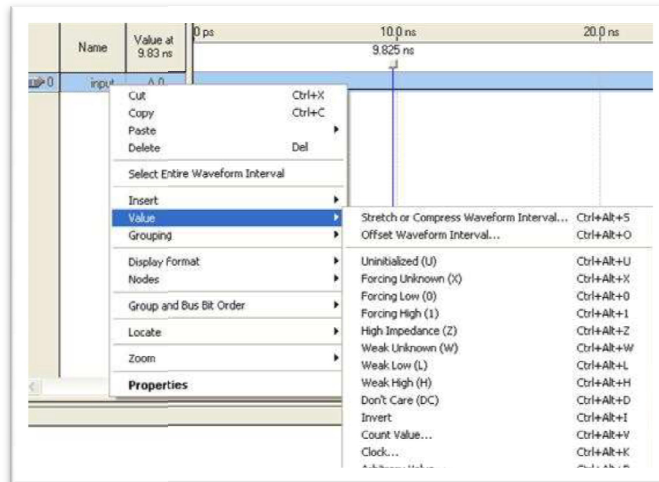 0 ps 10.0 ns 20.0 ns
Name Value at 9.83 ns 9.825 ns
0 input
Cut Ctrl+X
Copy Ctrl+C
Paste
Delete Del
Select Entire Waveform Interval
Insert
Value
Grouping
Display Format
Nodes
Group and Bus Bit Order
Locate
Zoom
Properties
Stretch or Compress Waveform Interval... Ctrl+Alt+S
Offset Waveform Interval... Ctrl+Alt+O
Uninitialized (U) Ctrl+Alt+U
Forcing Unknown (X) Ctrl+Alt+X
Forcing Low (0) Ctrl+Alt+0
Forcing High (1) Ctrl+Alt+1
High Impedance (Z) Ctrl+Alt+Z
Weak Unknown (W) Ctrl+Alt+W
Weak Low (L) Ctrl+Alt+L
Weak High (H) Ctrl+Alt+H
Don't Care (DC) Ctrl+Alt+D
Invert Ctrl+Alt+I
Count Value... Ctrl+Alt+V
Clock... Ctrl+Alt+K